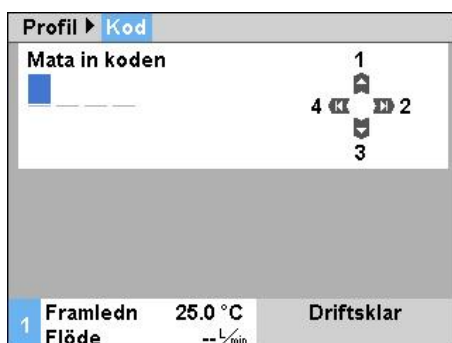 Profil Kod
Mata in koden
1
4 2
3
1 Framledn 25.0 °C Driftsklar
Flöde -- L/min